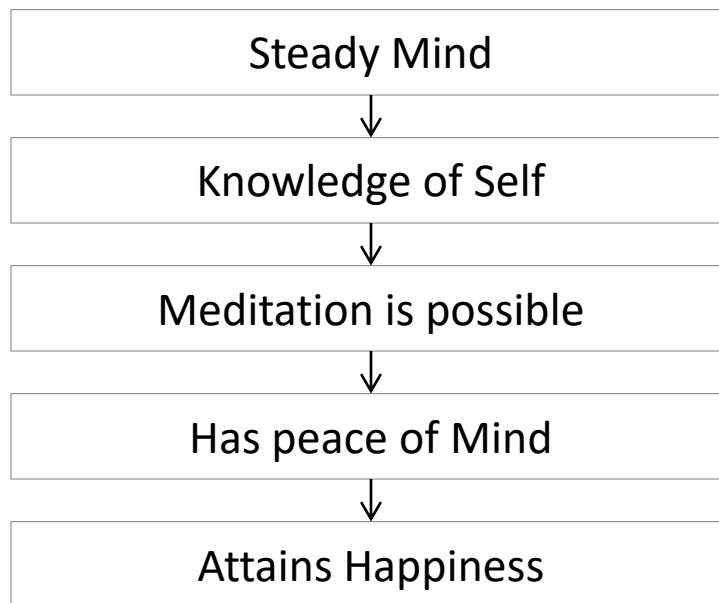 Steady Mind
Knowledge of Self
Meditation is possible
Has peace of Mind
Attains Happiness